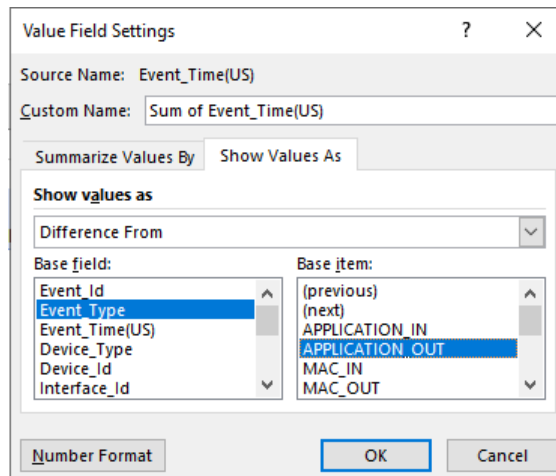 Value Field Settings ? ×
Source Name: Event_Time(US)
Custom Name: Sum of Event_Time(US)
Summarize Values By Show Values As
Show values as
Difference From
Base field: Base item:
Event_Id (previous)
Event_Type (next)
Event_Time(US) APPLICATION_IN
Device_Type APPLICATION_OUT
Device_Id MAC_IN
Interface_Id MAC_OUT
Number Format OK Cancel